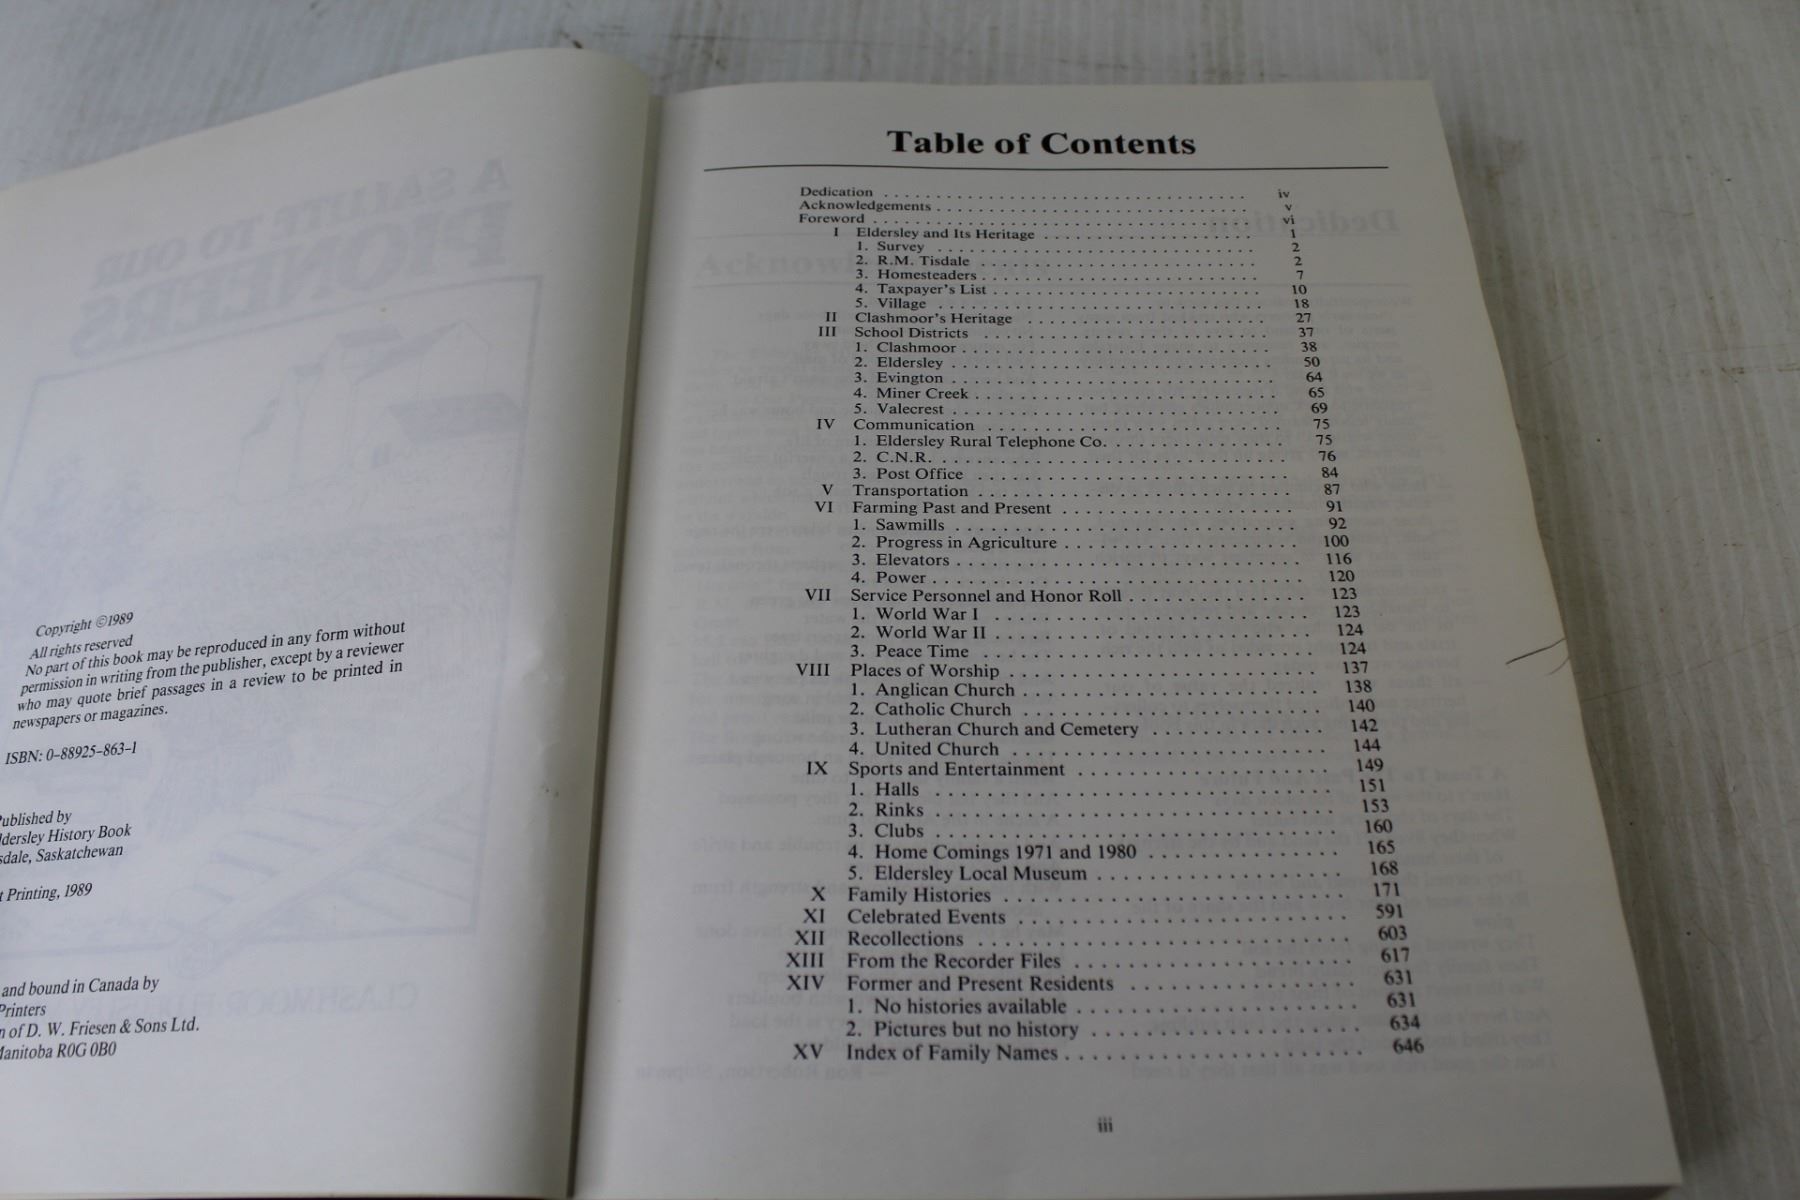 A SALUTE TO OUR
PIONEERS
Copyright ©1989
All rights reserved
No part of this book may be reproduced in any form without
permission in writing from the publisher, except by a reviewer
who may quote brief passages in a review to be printed in
newspapers or magazines.
ISBN: 0-88925-863-1
ublished by
ldersley History Book
sdale, Saskatchewan
t Printing, 1989
and bound in Canada by
Printers
n of D. W. Friesen & Sons Ltd.
anitoba R0G 0B0
Table of Contents
Dedication . . . . . . . . . . iv
Acknowledgements . . . . . . . . . . v
Foreword . . . . . . . . . . vi
I Eldersley and Its Heritage . . . . . . . . . . 1
1. Survey . . . . . . . . . . 2
2. R.M. Tisdale . . . . . . . . . . 2
3. Homesteaders . . . . . . . . . . 7
4. Taxpayer's List . . . . . . . . . . 10
5. Village . . . . . . . . . . 18
II Clashmoor's Heritage . . . . . . . . . . 27
III School Districts . . . . . . . . . . 37
1. Clashmoor . . . . . . . . . . 38
2. Eldersley . . . . . . . . . . 50
3. Evington . . . . . . . . . . 64
4. Miner Creek . . . . . . . . . . 65
5. Valecrest . . . . . . . . . . 69
IV Communication . . . . . . . . . . 75
1. Eldersley Rural Telephone Co. . . . . . . . . . . 75
2. C.N.R. . . . . . . . . . . 76
3. Post Office . . . . . . . . . . 84
V Transportation . . . . . . . . . . 87
VI Farming Past and Present . . . . . . . . . . 91
1. Sawmills . . . . . . . . . . 92
2. Progress in Agriculture . . . . . . . . . . 100
3. Elevators . . . . . . . . . . 116
4. Power . . . . . . . . . . 120
VII Service Personnel and Honor Roll . . . . . . . . . . 123
1. World War I . . . . . . . . . . 123
2. World War II . . . . . . . . . . 124
3. Peace Time . . . . . . . . . . 124
VIII Places of Worship . . . . . . . . . . 137
1. Anglican Church . . . . . . . . . . 138
2. Catholic Church . . . . . . . . . . 140
3. Lutheran Church and Cemetery . . . . . . . . . . 142
4. United Church . . . . . . . . . . 144
IX Sports and Entertainment . . . . . . . . . . 149
1. Halls . . . . . . . . . . 151
2. Rinks . . . . . . . . . . 153
3. Clubs . . . . . . . . . . 160
4. Home Comings 1971 and 1980 . . . . . . . . . . 165
5. Eldersley Local Museum . . . . . . . . . . 168
X Family Histories . . . . . . . . . . 171
XI Celebrated Events . . . . . . . . . . 591
XII Recollections . . . . . . . . . . 603
XIII From the Recorder Files . . . . . . . . . . 617
XIV Former and Present Residents . . . . . . . . . . 631
1. No histories available . . . . . . . . . . 631
2. Pictures but no history . . . . . . . . . . 634
XV Index of Family Names . . . . . . . . . . 646
iii